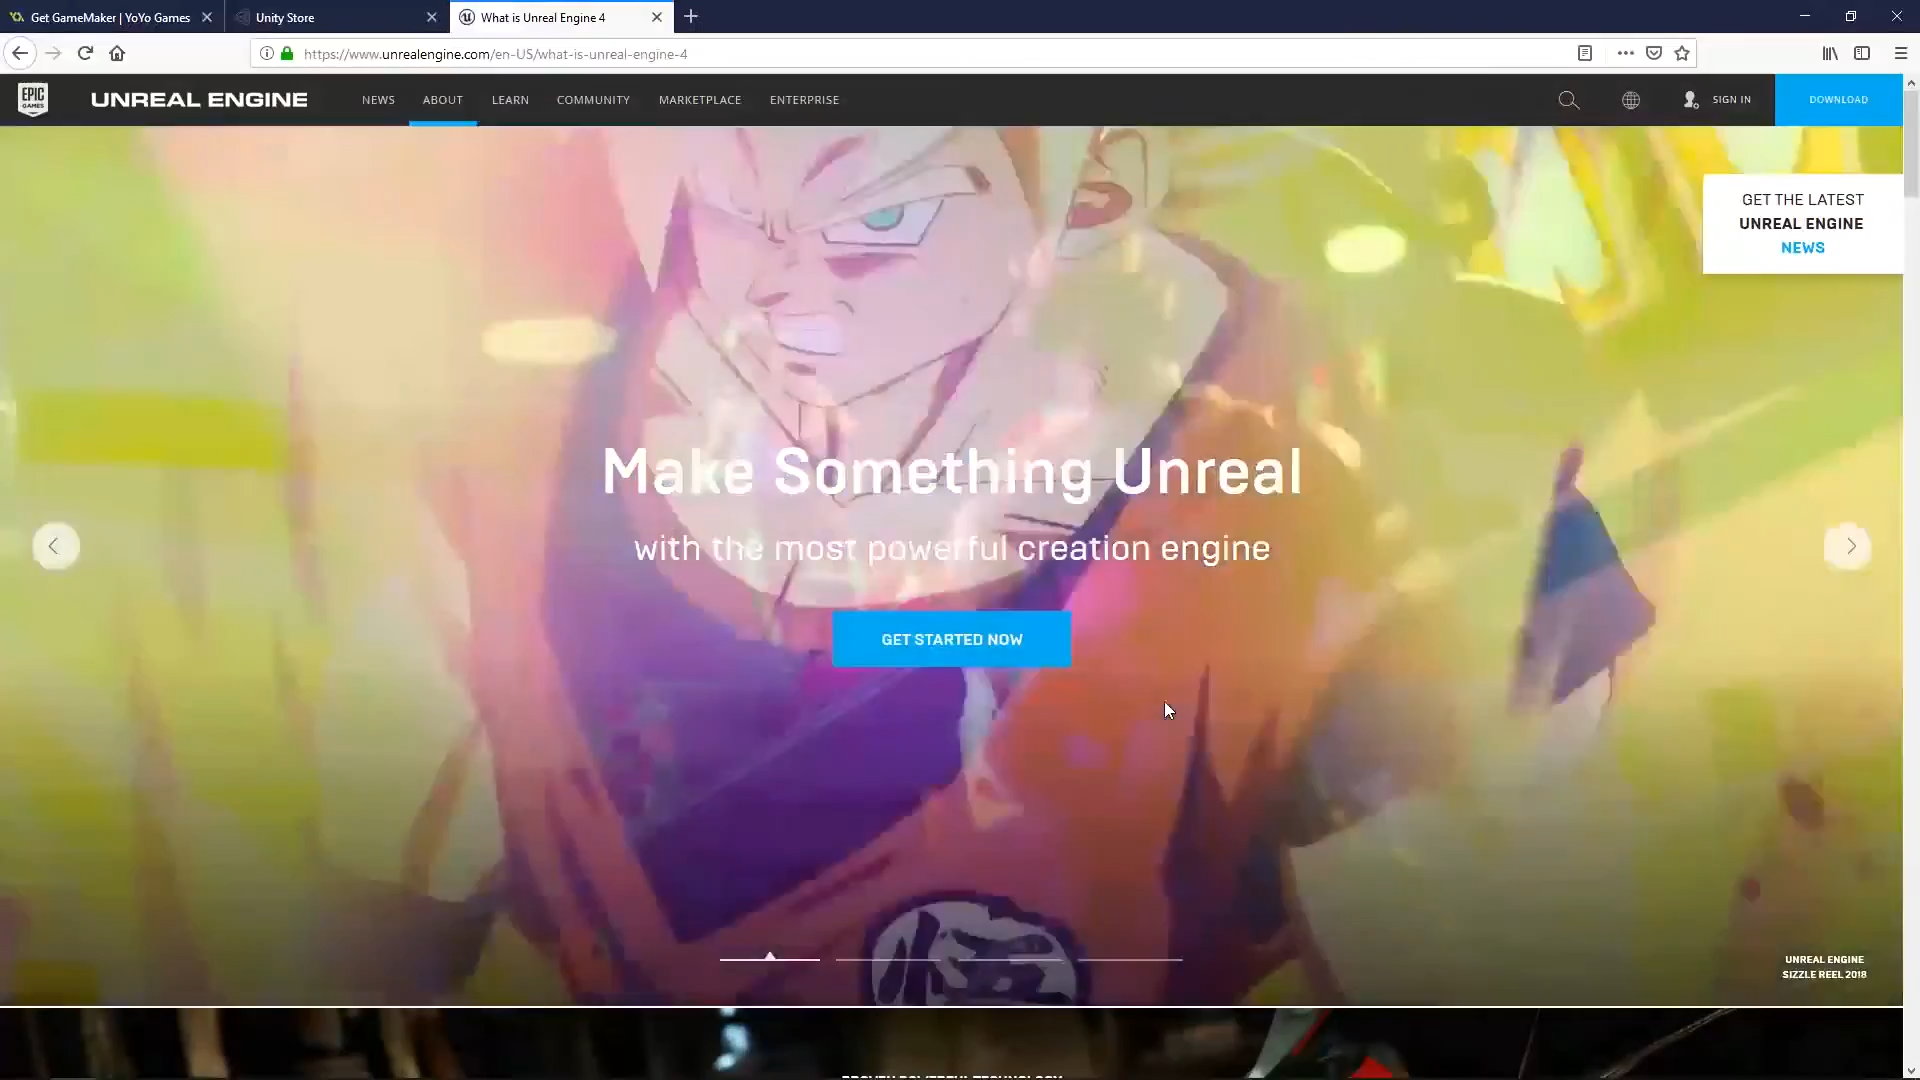 Get GameMaker | YoYo Games
Unity Store
What is Unreal Engine 4
https://www.unrealengine.com/en-US/what-is-unreal-engine-4
EPIC
GAMES
UNREAL ENGINE
NEWS
ABOUT
LEARN
COMMUNITY
MARKETPLACE
ENTERPRISE
SIGN IN
DOWNLOAD
GET THE LATEST
UNREAL ENGINE
NEWS
Make Something Unreal
with the most powerful creation engine
GET STARTED NOW
悟
UNREAL ENGINE
SIZZLE REEL 2018